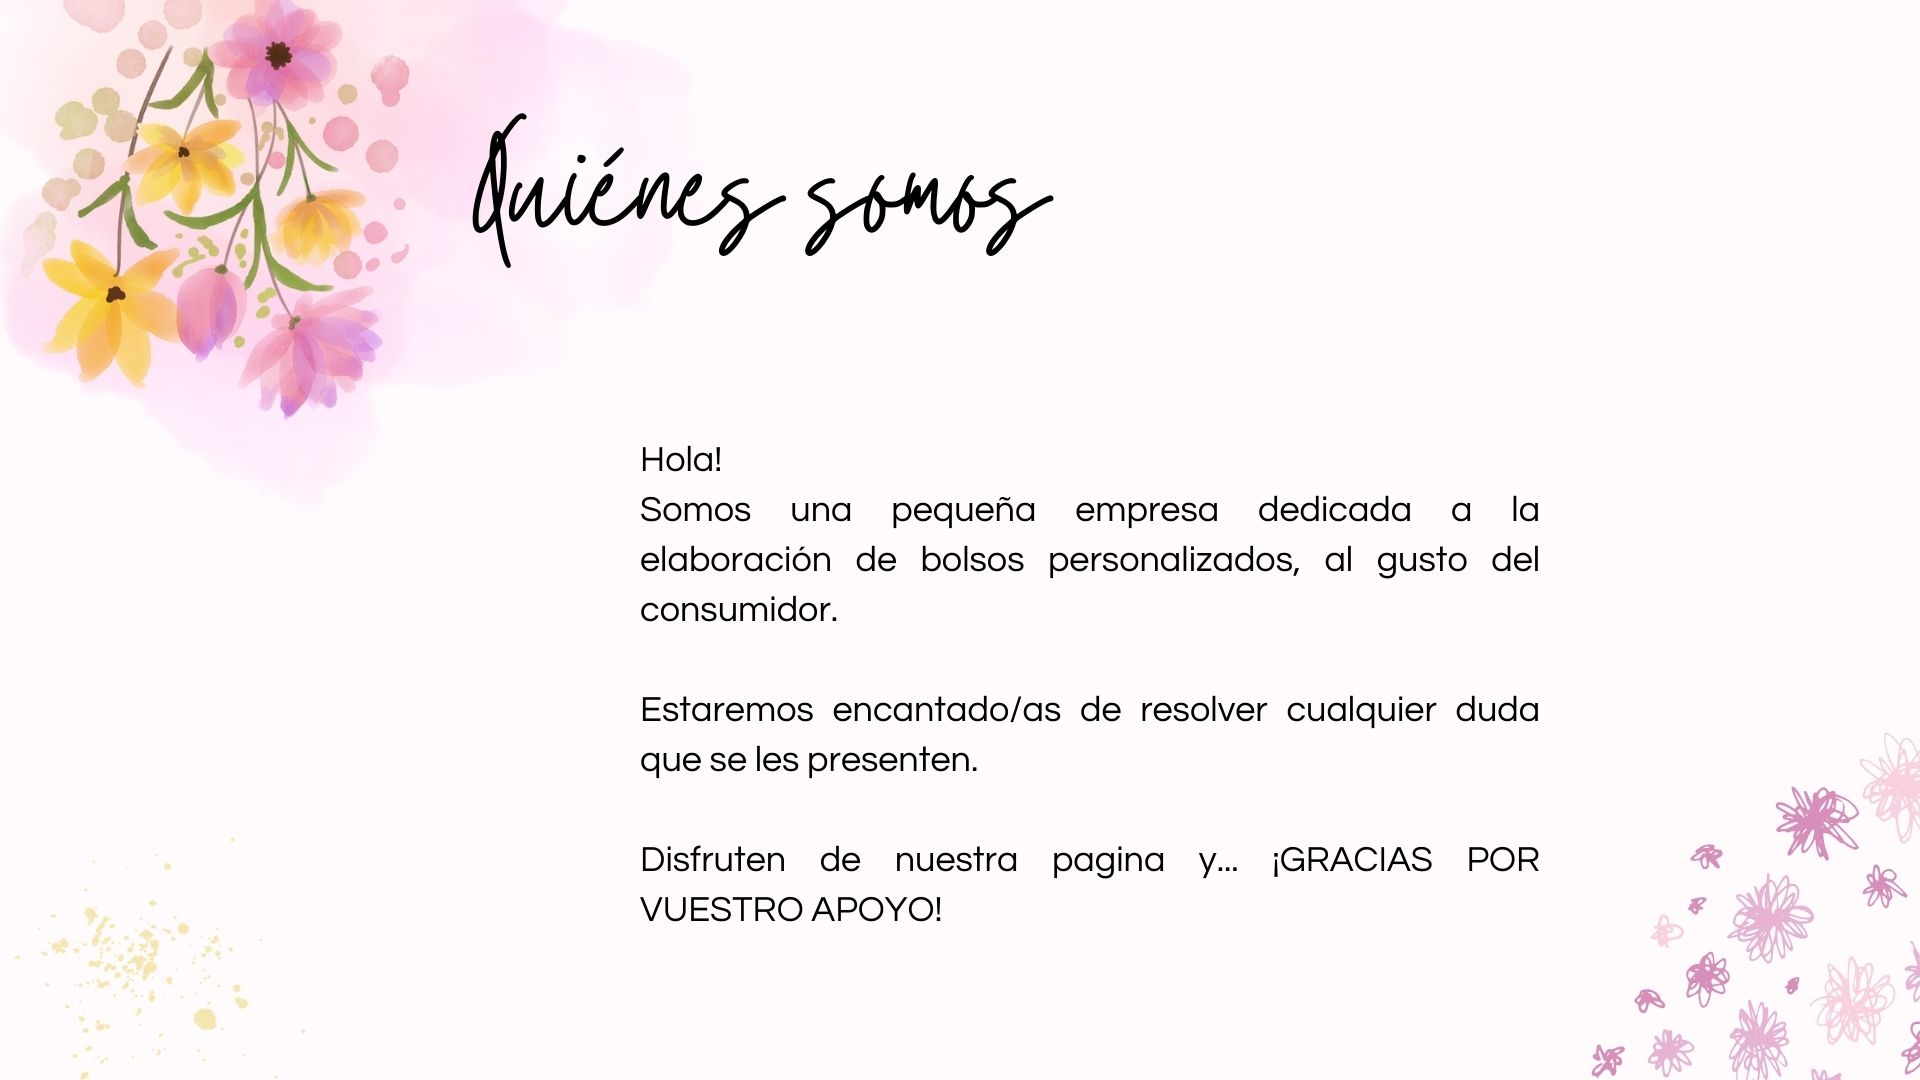 Quiénes somos
Hola!
Somos una pequeña empresa dedicada a la
elaboración de bolsos personalizados, al gusto del
consumidor.
Estaremos encantado/as de resolver cualquier duda
que se les presenten.
Disfruten de nuestra pagina y... ¡GRACIAS POR
VUESTRO APOYO!